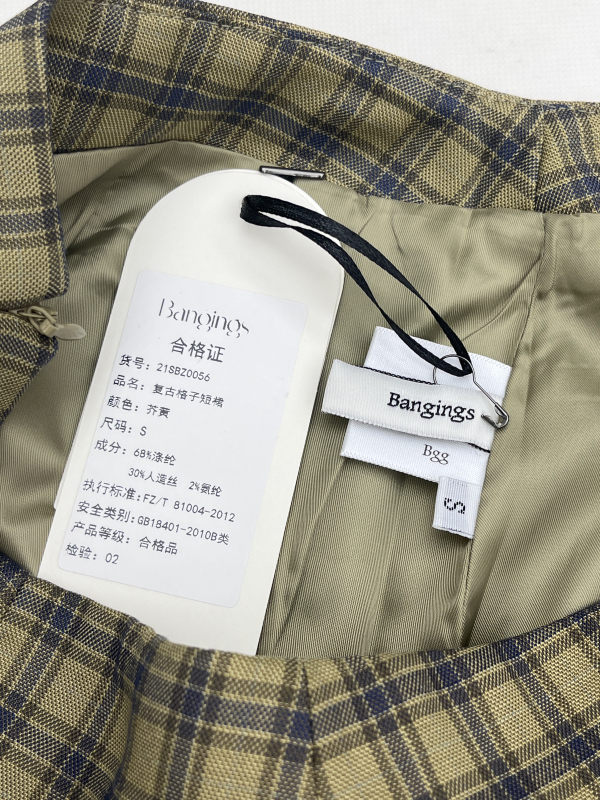 Bangings
合格证
货号: 21SBZ0056
品名: 复古格子短裙
颜色: 芥黄
尺码: S
成分: 68%涤纶
30%人造丝 2%氨纶
执行标准: FZ/T 81004-2012
安全类别: GB18401-2010B类
产品等级: 合格品
检验: 02
Bangings
Bgg
S